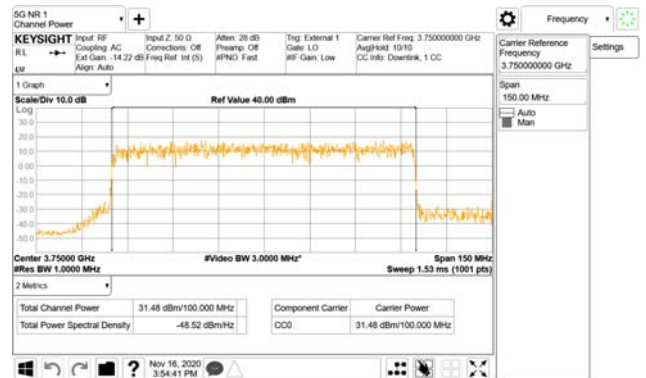 5G NR 1
Channel Power
Frequency
KEYSIGHT
RL
Input: RF
Coupling: AC
Ext Gain: -14.22 dB
Align: Auto
Input Z: 50 Ω
Corrections: Off
Freq Ref: Int (S)
Atten: 28 dB
Preamp: Off
#PNO: Fast
Trig: External 1
Gate: LO
#IF Gain: Low
Carrier Ref Freq: 3.750000000 GHz
Avg|Hold: 10/10
CC Info: Downlink, 1 CC
Carrier Reference
Frequency
3.750000000 GHz
Settings
Span
150.00 MHz
Auto
Man
1 Graph
Scale/Div 10.0 dB
Ref Value 40.00 dBm
Log
30.0
20.0
10.0
0.00
-10.0
-20.0
-30.0
-40.0
-50.0
Center 3.75000 GHz
#Video BW 3.0000 MHz*
Span 150 MHz
#Res BW 1.0000 MHz
Sweep 1.53 ms (1001 pts)
2 Metrics
Total Channel Power 31.48 dBm/100.000 MHz
Total Power Spectral Density -48.52 dBm/Hz
Component Carrier Carrier Power
CC0 31.48 dBm/100.000 MHz
?
Nov 16, 2020
3:54:41 PM